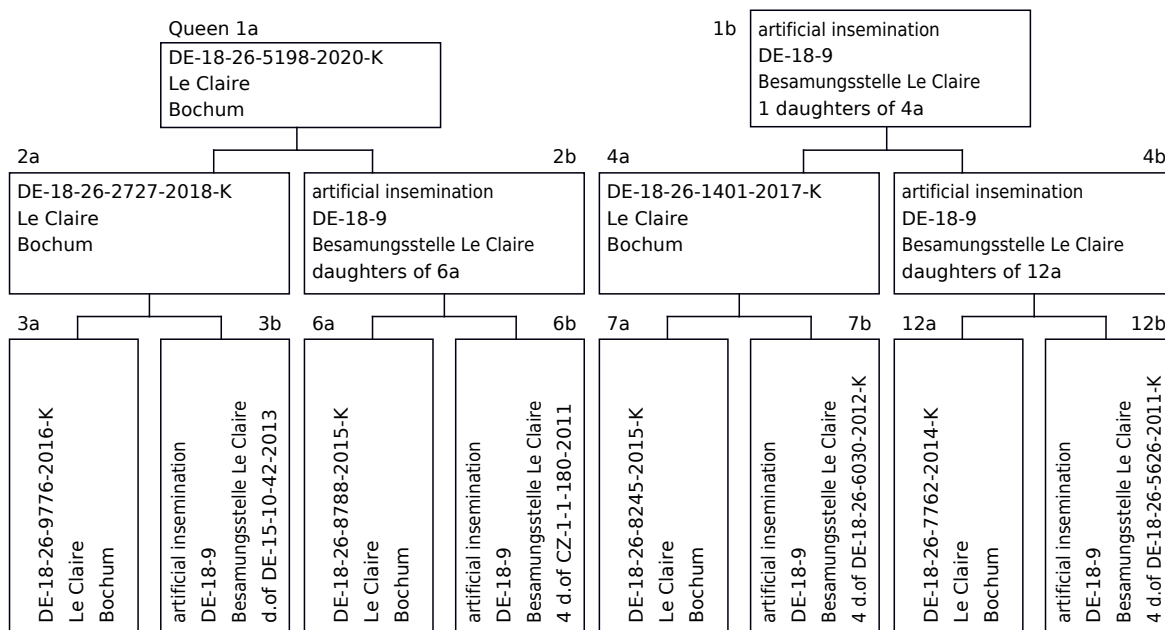 Queen 1a
DE-18-26-5198-2020-K
Le Claire
Bochum
1b
artificial insemination
DE-18-9
Besamungsstelle Le Claire
1 daughters of 4a
2a
DE-18-26-2727-2018-K
Le Claire
Bochum
2b
artificial insemination
DE-18-9
Besamungsstelle Le Claire
daughters of 6a
4a
DE-18-26-1401-2017-K
Le Claire
Bochum
4b
artificial insemination
DE-18-9
Besamungsstelle Le Claire
daughters of 12a
3a
DE-18-26-9776-2016-K
Le Claire
Bochum
3b
artificial insemination
DE-18-9
Besamungsstelle Le Claire
d.of DE-15-10-42-2013
6a
DE-18-26-8788-2015-K
Le Claire
Bochum
6b
artificial insemination
DE-18-9
Besamungsstelle Le Claire
4 d.of CZ-1-1-180-2011
7a
DE-18-26-8245-2015-K
Le Claire
Bochum
7b
artificial insemination
DE-18-9
Besamungsstelle Le Claire
4 d.of DE-18-26-6030-2012-K
12a
DE-18-26-7762-2014-K
Le Claire
Bochum
12b
artificial insemination
DE-18-9
Besamungsstelle Le Claire
4 d.of DE-18-26-5626-2011-K